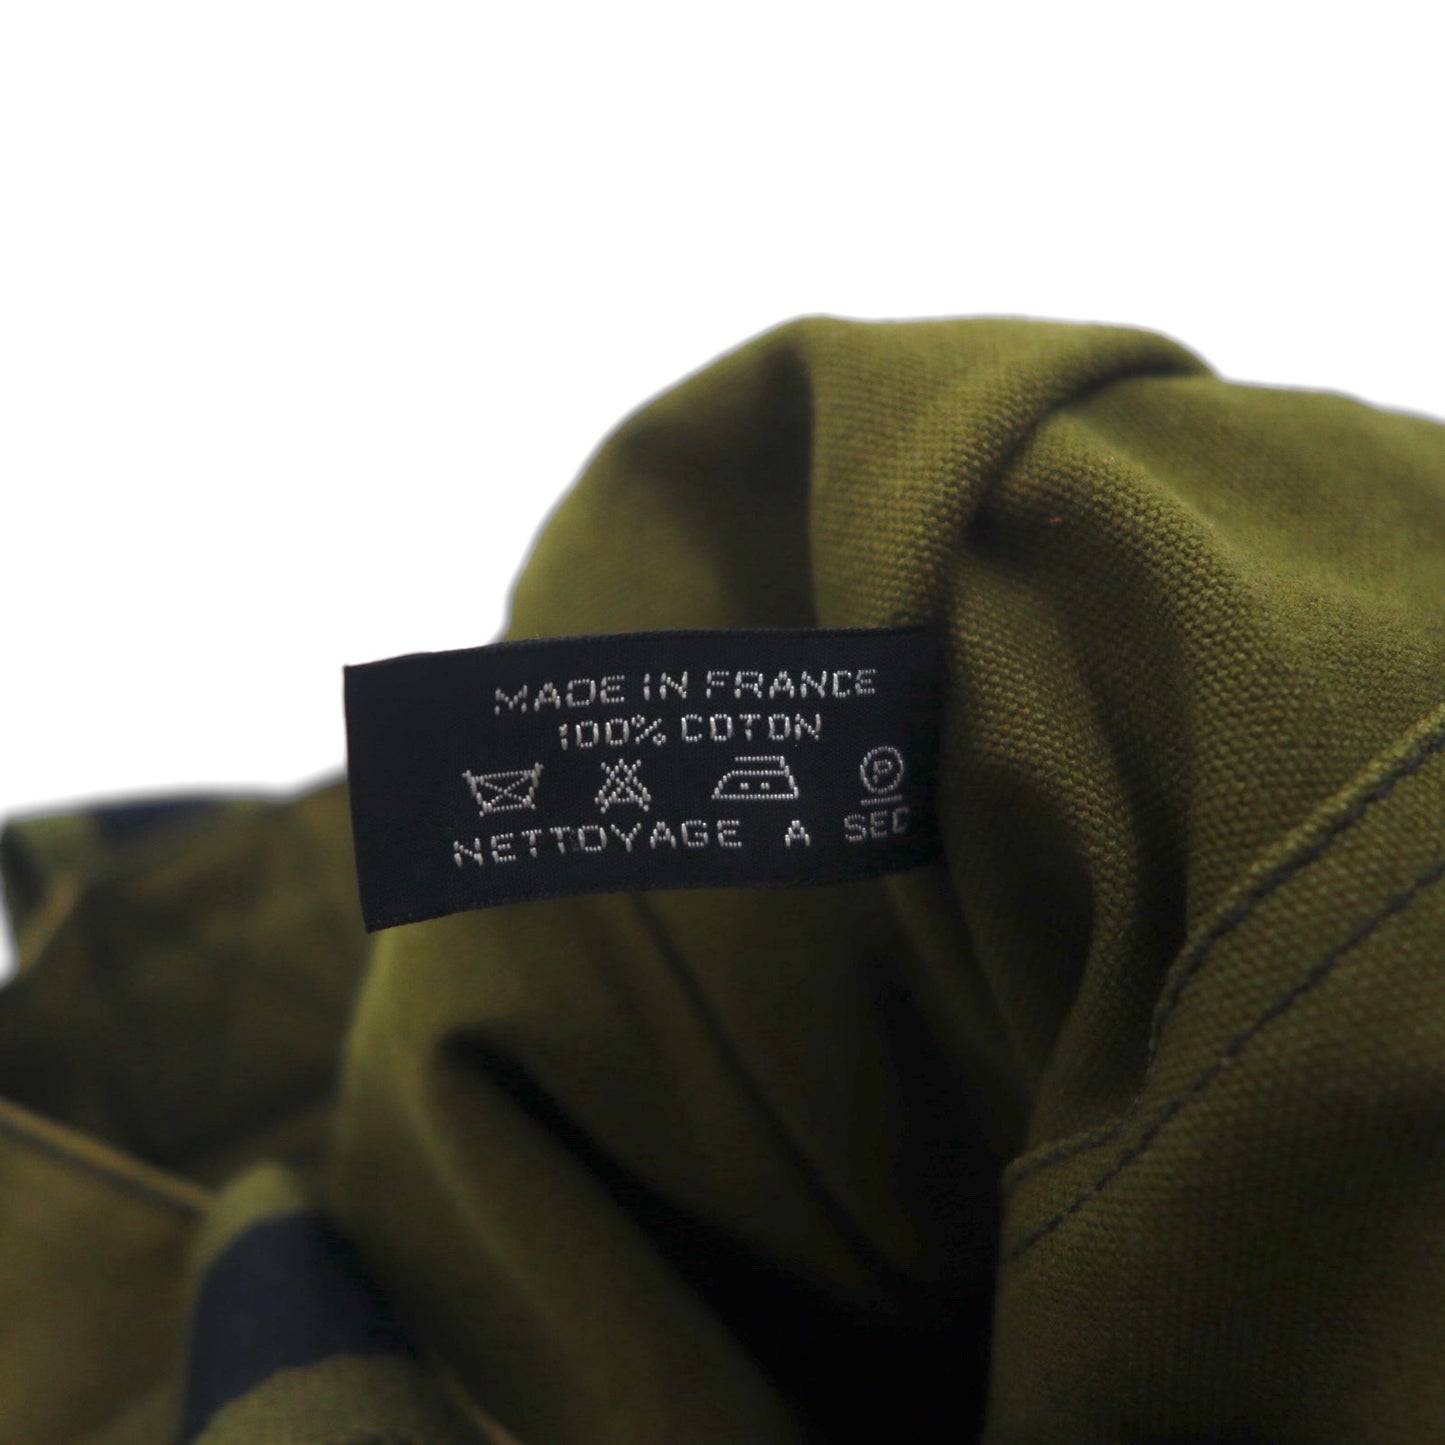 MADE IN FRANCE
100% COTON
P
NETTOYAGE A SEC